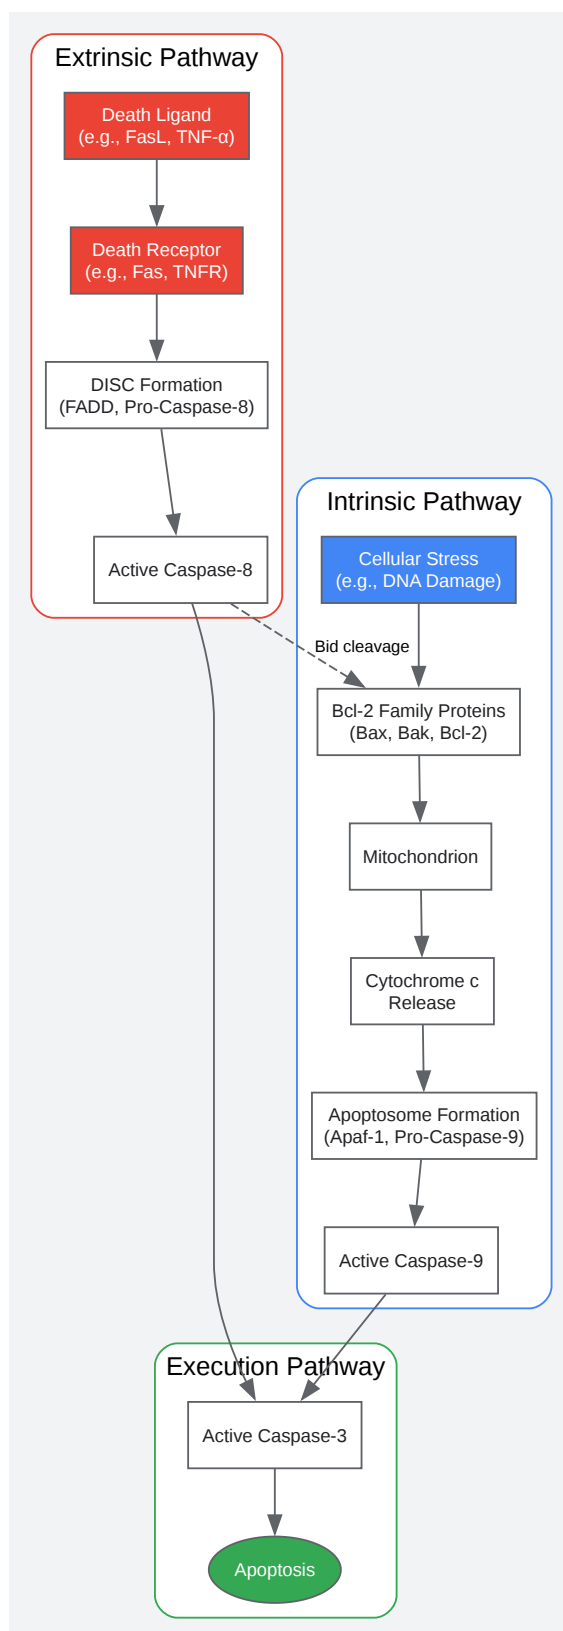 Extrinsic Pathway
Death Ligand
(e.g., FasL, TNF-α)
Death Receptor
(e.g., Fas, TNFR)
DISC Formation
(FADD, Pro-Caspase-8)
Active Caspase-8
Intrinsic Pathway
Cellular Stress
(e.g., DNA Damage)
Bid cleavage
Bcl-2 Family Proteins
(Bax, Bak, Bcl-2)
Mitochondrion
Cytochrome c
Release
Apoptosome Formation
(Apaf-1, Pro-Caspase-9)
Active Caspase-9
Execution Pathway
Active Caspase-3
Apoptosis